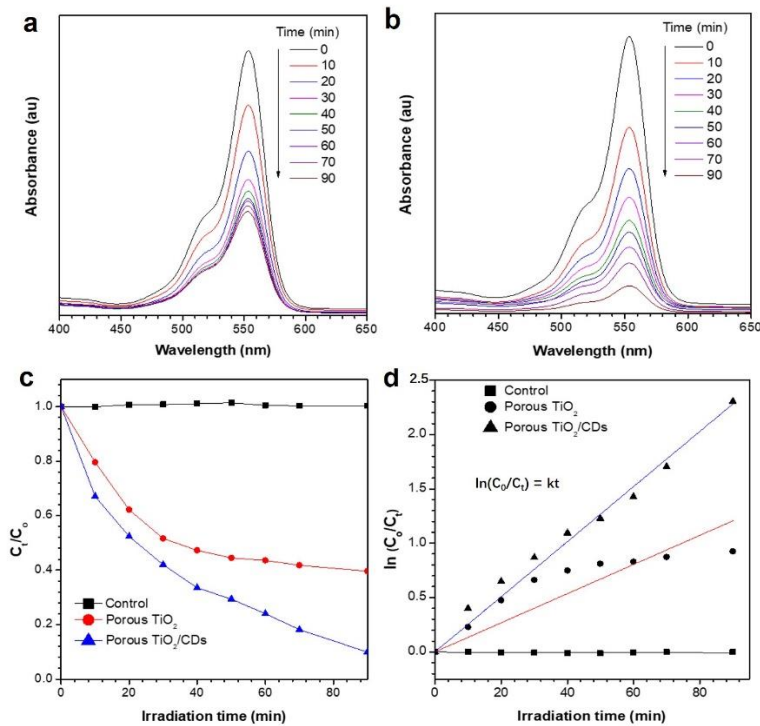 a
Time (min)
0
10
20
30
40
50
60
70
90
Absorbance (au)
400 450 500 550 600 650
Wavelength (nm)
b
Time (min)
0
10
20
30
40
50
60
70
90
Absorbance (au)
400 450 500 550 600 650
Wavelength (nm)
c
1.0
0.8
0.6
0.4
0.2
0.0
Cₜ/Cₒ
Control
Porous TiO₂
Porous TiO₂/CDs
0 20 40 60 80
Irradiation time (min)
d
2.5
2.0
1.5
1.0
0.5
0.0
ln (Cₒ/Cₜ)
Control
Porous TiO₂
Porous TiO₂/CDs
ln(C₀/Cₜ) = kt
0 10 20 30 40 50 60 70 80 90
Irradiation time (min)